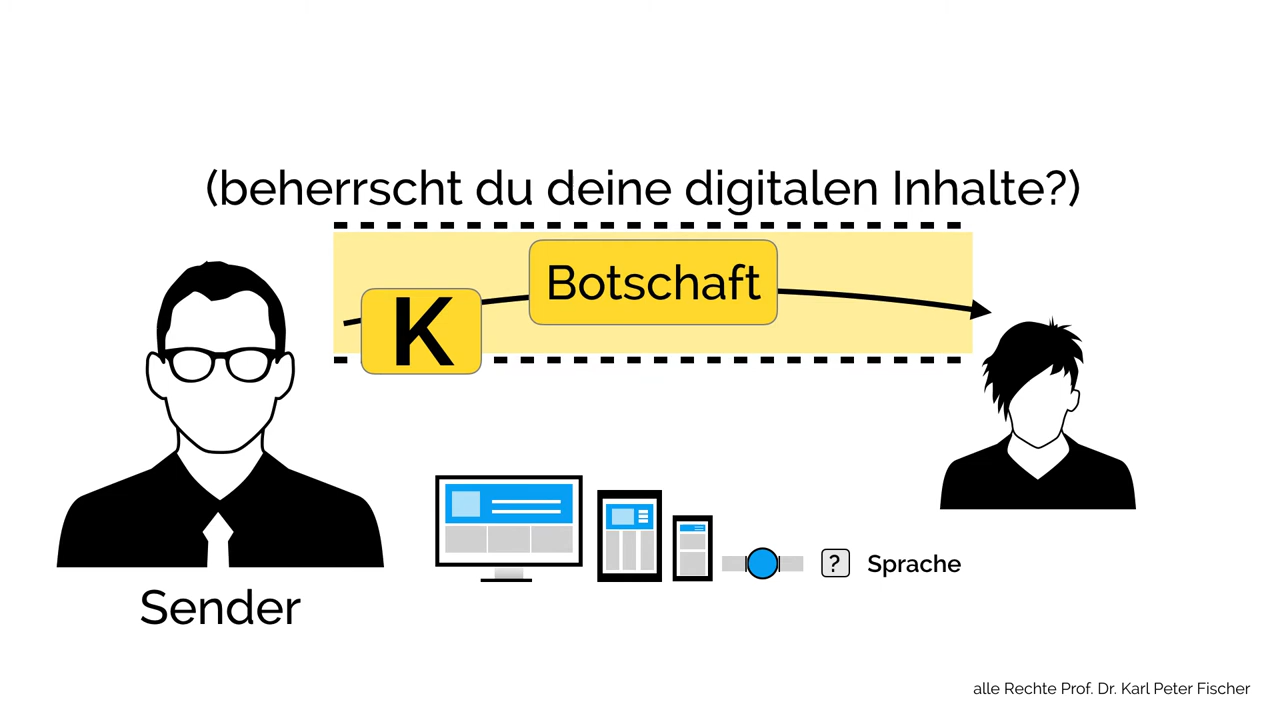 (beherrscht du deine digitalen Inhalte?)
Botschaft
K
? Sprache
Sender
alle Rechte Prof. Dr. Karl Peter Fischer